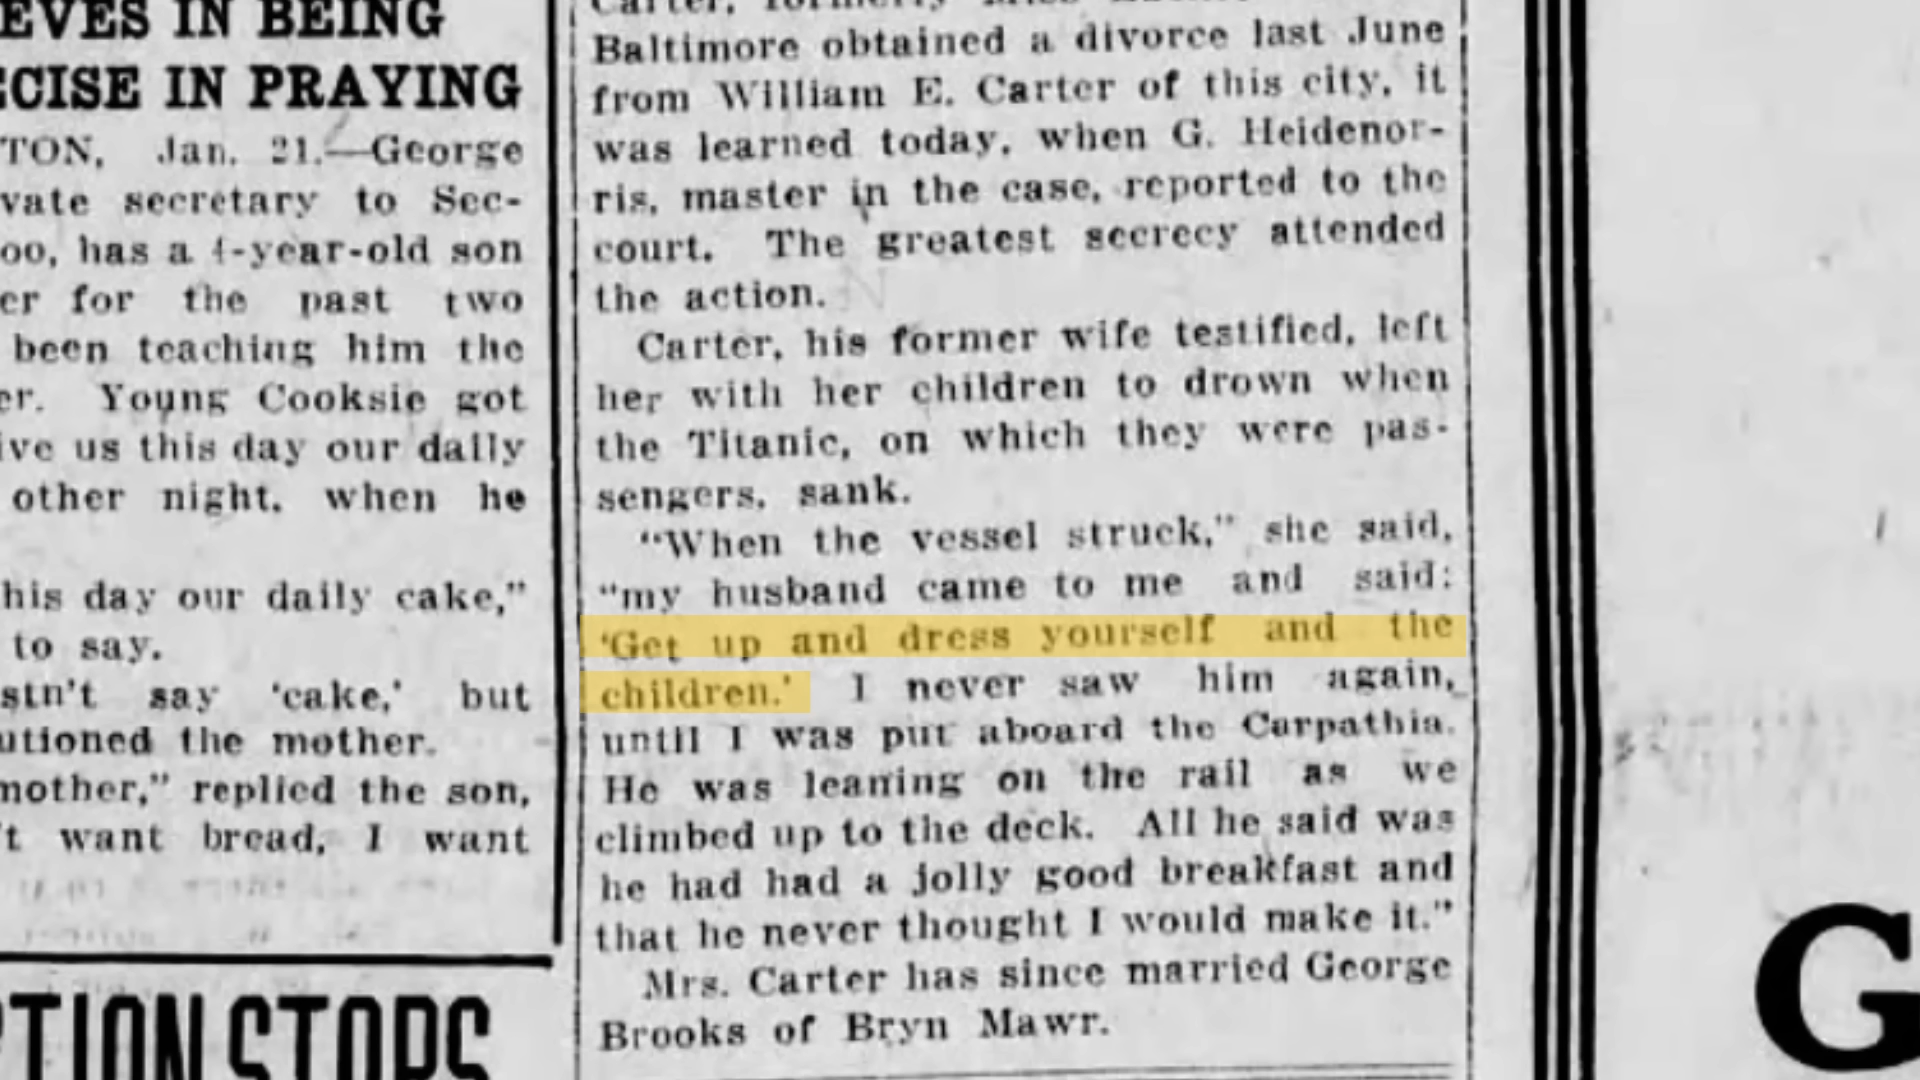 EVES IN BEING
CISE IN PRAYING
TON, Jan. 21.—George
vate secretary to Sec-
oo, has a 4-year-old son
er for the past two
been teaching him the
er. Young Cooksie got
ive us this day our daily
other night, when he
his day our daily cake,"
to say.
stn't say 'cake,' but
utioned the mother.
mother," replied the son,
't want bread, I want
TION STOPS
Carter, formerly Miss
Baltimore obtained a divorce last June
from William E. Carter of this city, it
was learned today, when G. Heidenor-
ris, master in the case, reported to the
court. The greatest secrecy attended
the action.
Carter, his former wife testified, left
her with her children to drown when
the Titanic, on which they were pas-
sengers, sank.
"When the vessel struck," she said,
"my husband came to me and said:
'Get up and dress yourself and the
children.' I never saw him again,
until I was put aboard the Carpathia.
He was leaning on the rail as we
climbed up to the deck. All he said was
he had had a jolly good breakfast and
that he never thought I would make it."
Mrs. Carter has since married George
Brooks of Bryn Mawr.
G